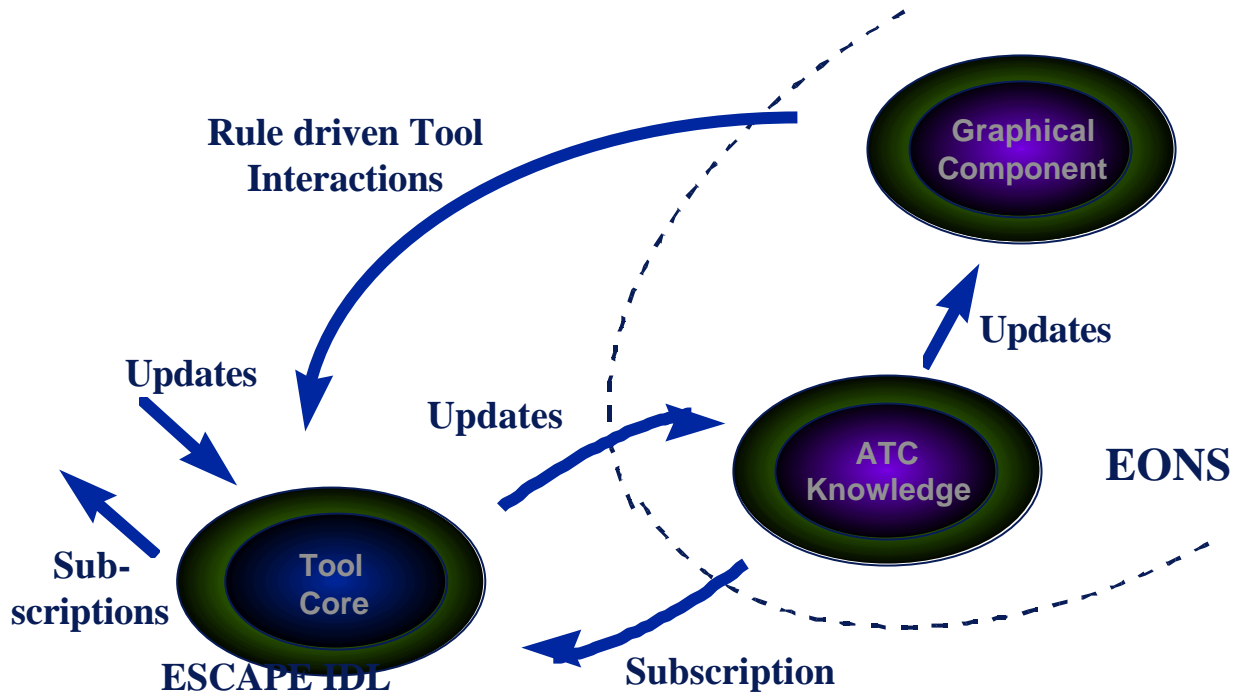 Graphical
Component
Rule driven Tool
Interactions
Updates
Updates
Updates
ATC
Knowledge
EONS
Tool
Core
Sub-
scriptions
ESCAPE IDL
Subscription